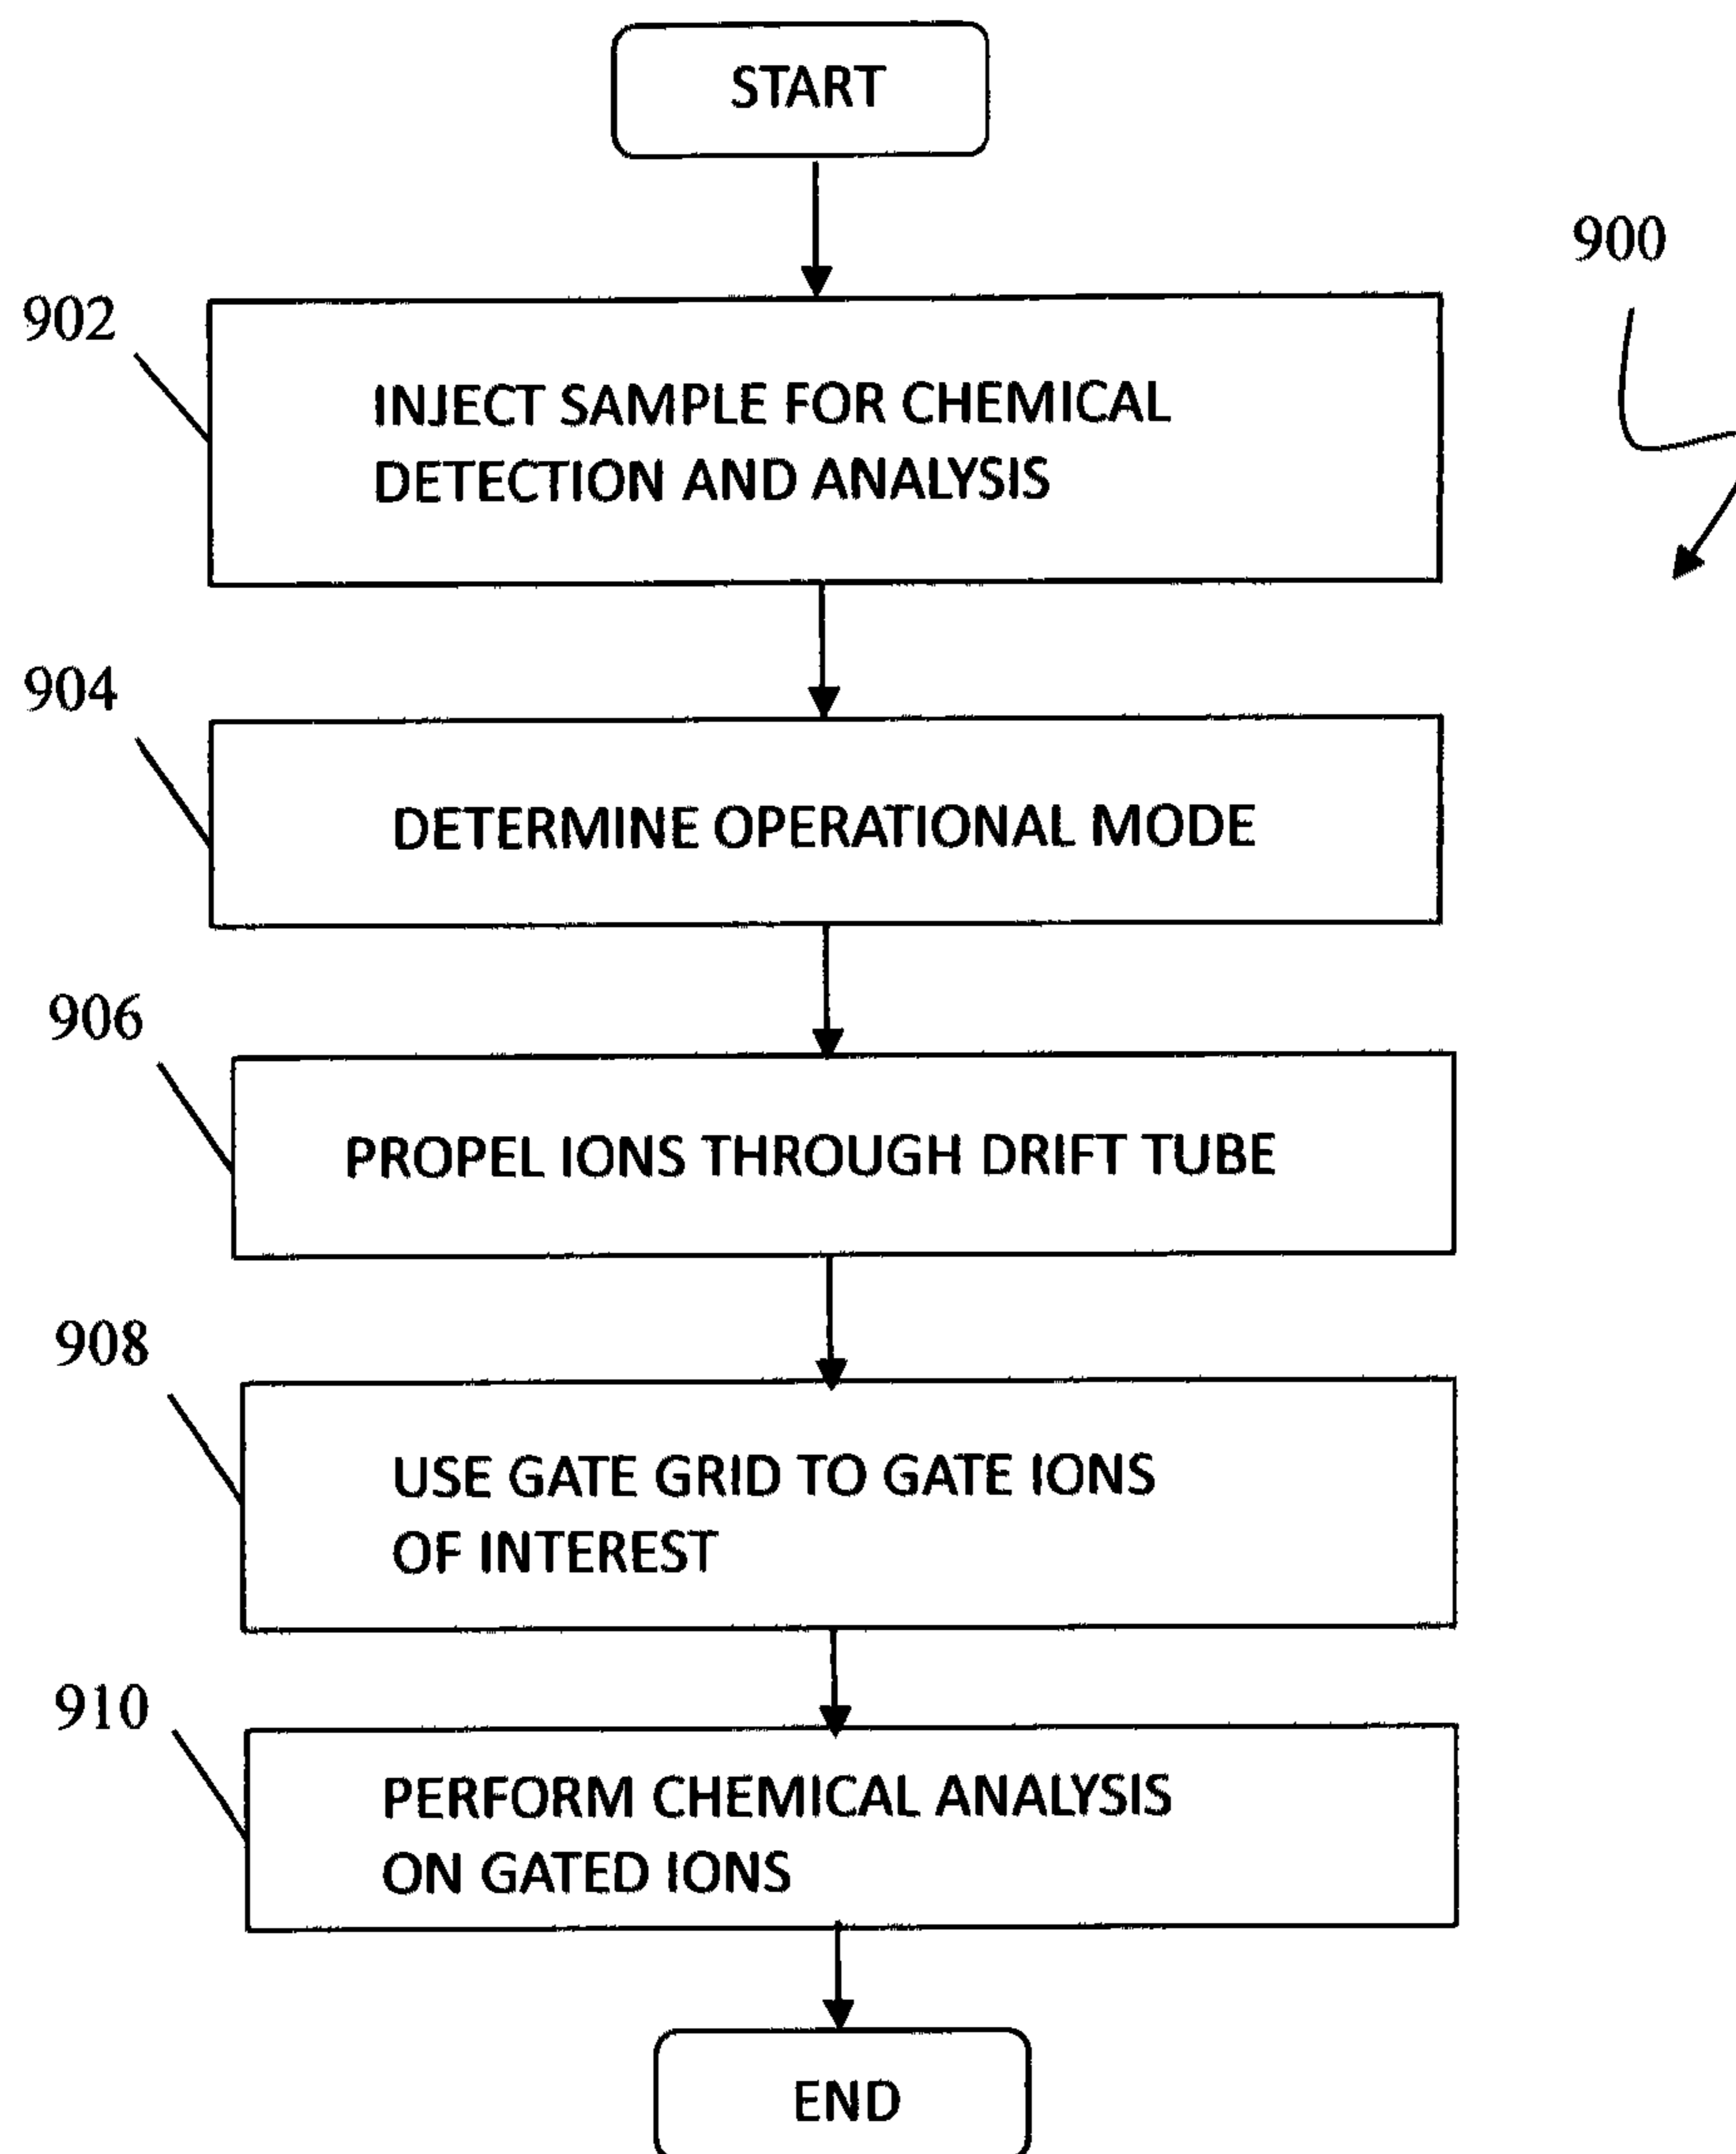 START
900
902
INJECT SAMPLE FOR CHEMICAL
DETECTION AND ANALYSIS
904
DETERMINE OPERATIONAL MODE
906
PROPEL IONS THROUGH DRIFT TUBE
908
USE GATE GRID TO GATE IONS
OF INTEREST
910
PERFORM CHEMICAL ANALYSIS
ON GATED IONS
END